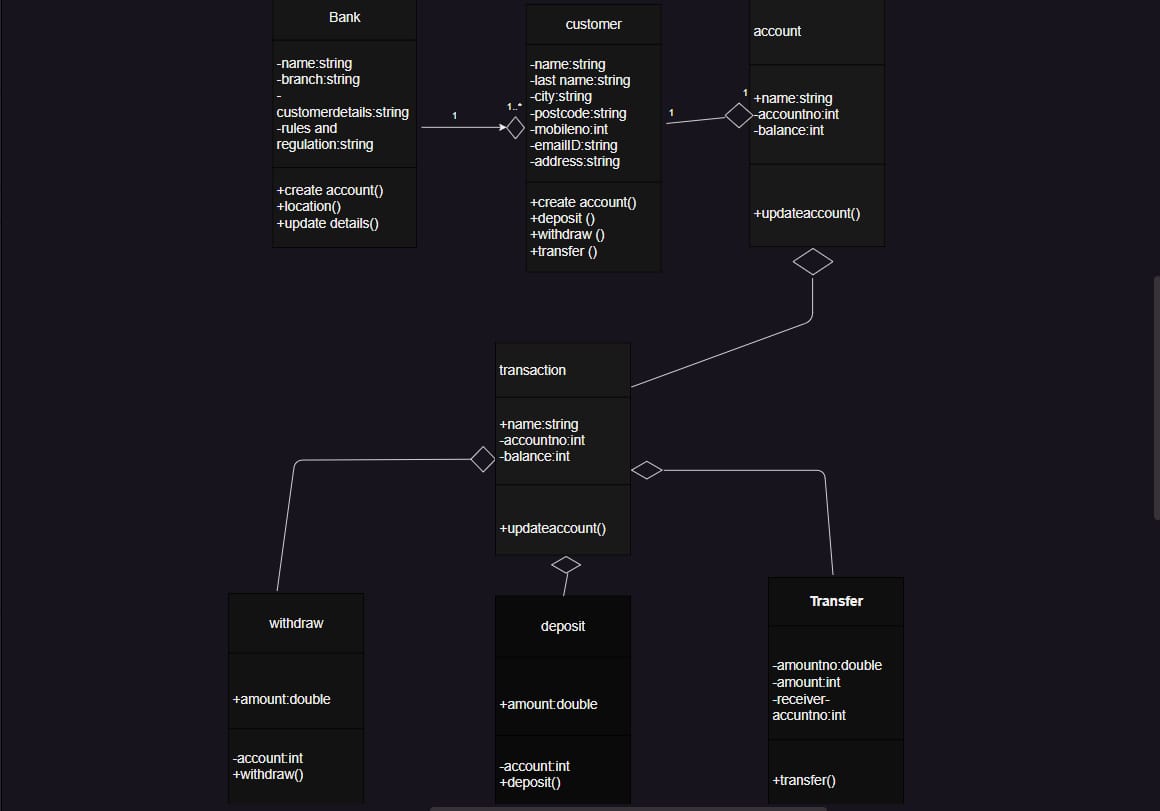 Bank
-name:string
-branch:string
-
customerdetails:string
-rules and
regulation:string
+create account()
+location()
+update details()
1
1..*
customer
-name:string
-last name:string
-city:string
-postcode:string
-mobileno:int
-emailID:string
-address:string
+create account()
+deposit ()
+withdraw ()
+transfer ()
1
1
account
+name:string
-accountno:int
-balance:int
+updateaccount()
transaction
+name:string
-accountno:int
-balance:int
+updateaccount()
withdraw
+amount:double
-account:int
+withdraw()
deposit
+amount:double
-account:int
+deposit()
Transfer
-amountno:double
-amount:int
-receiver-
accuntno:int
+transfer()